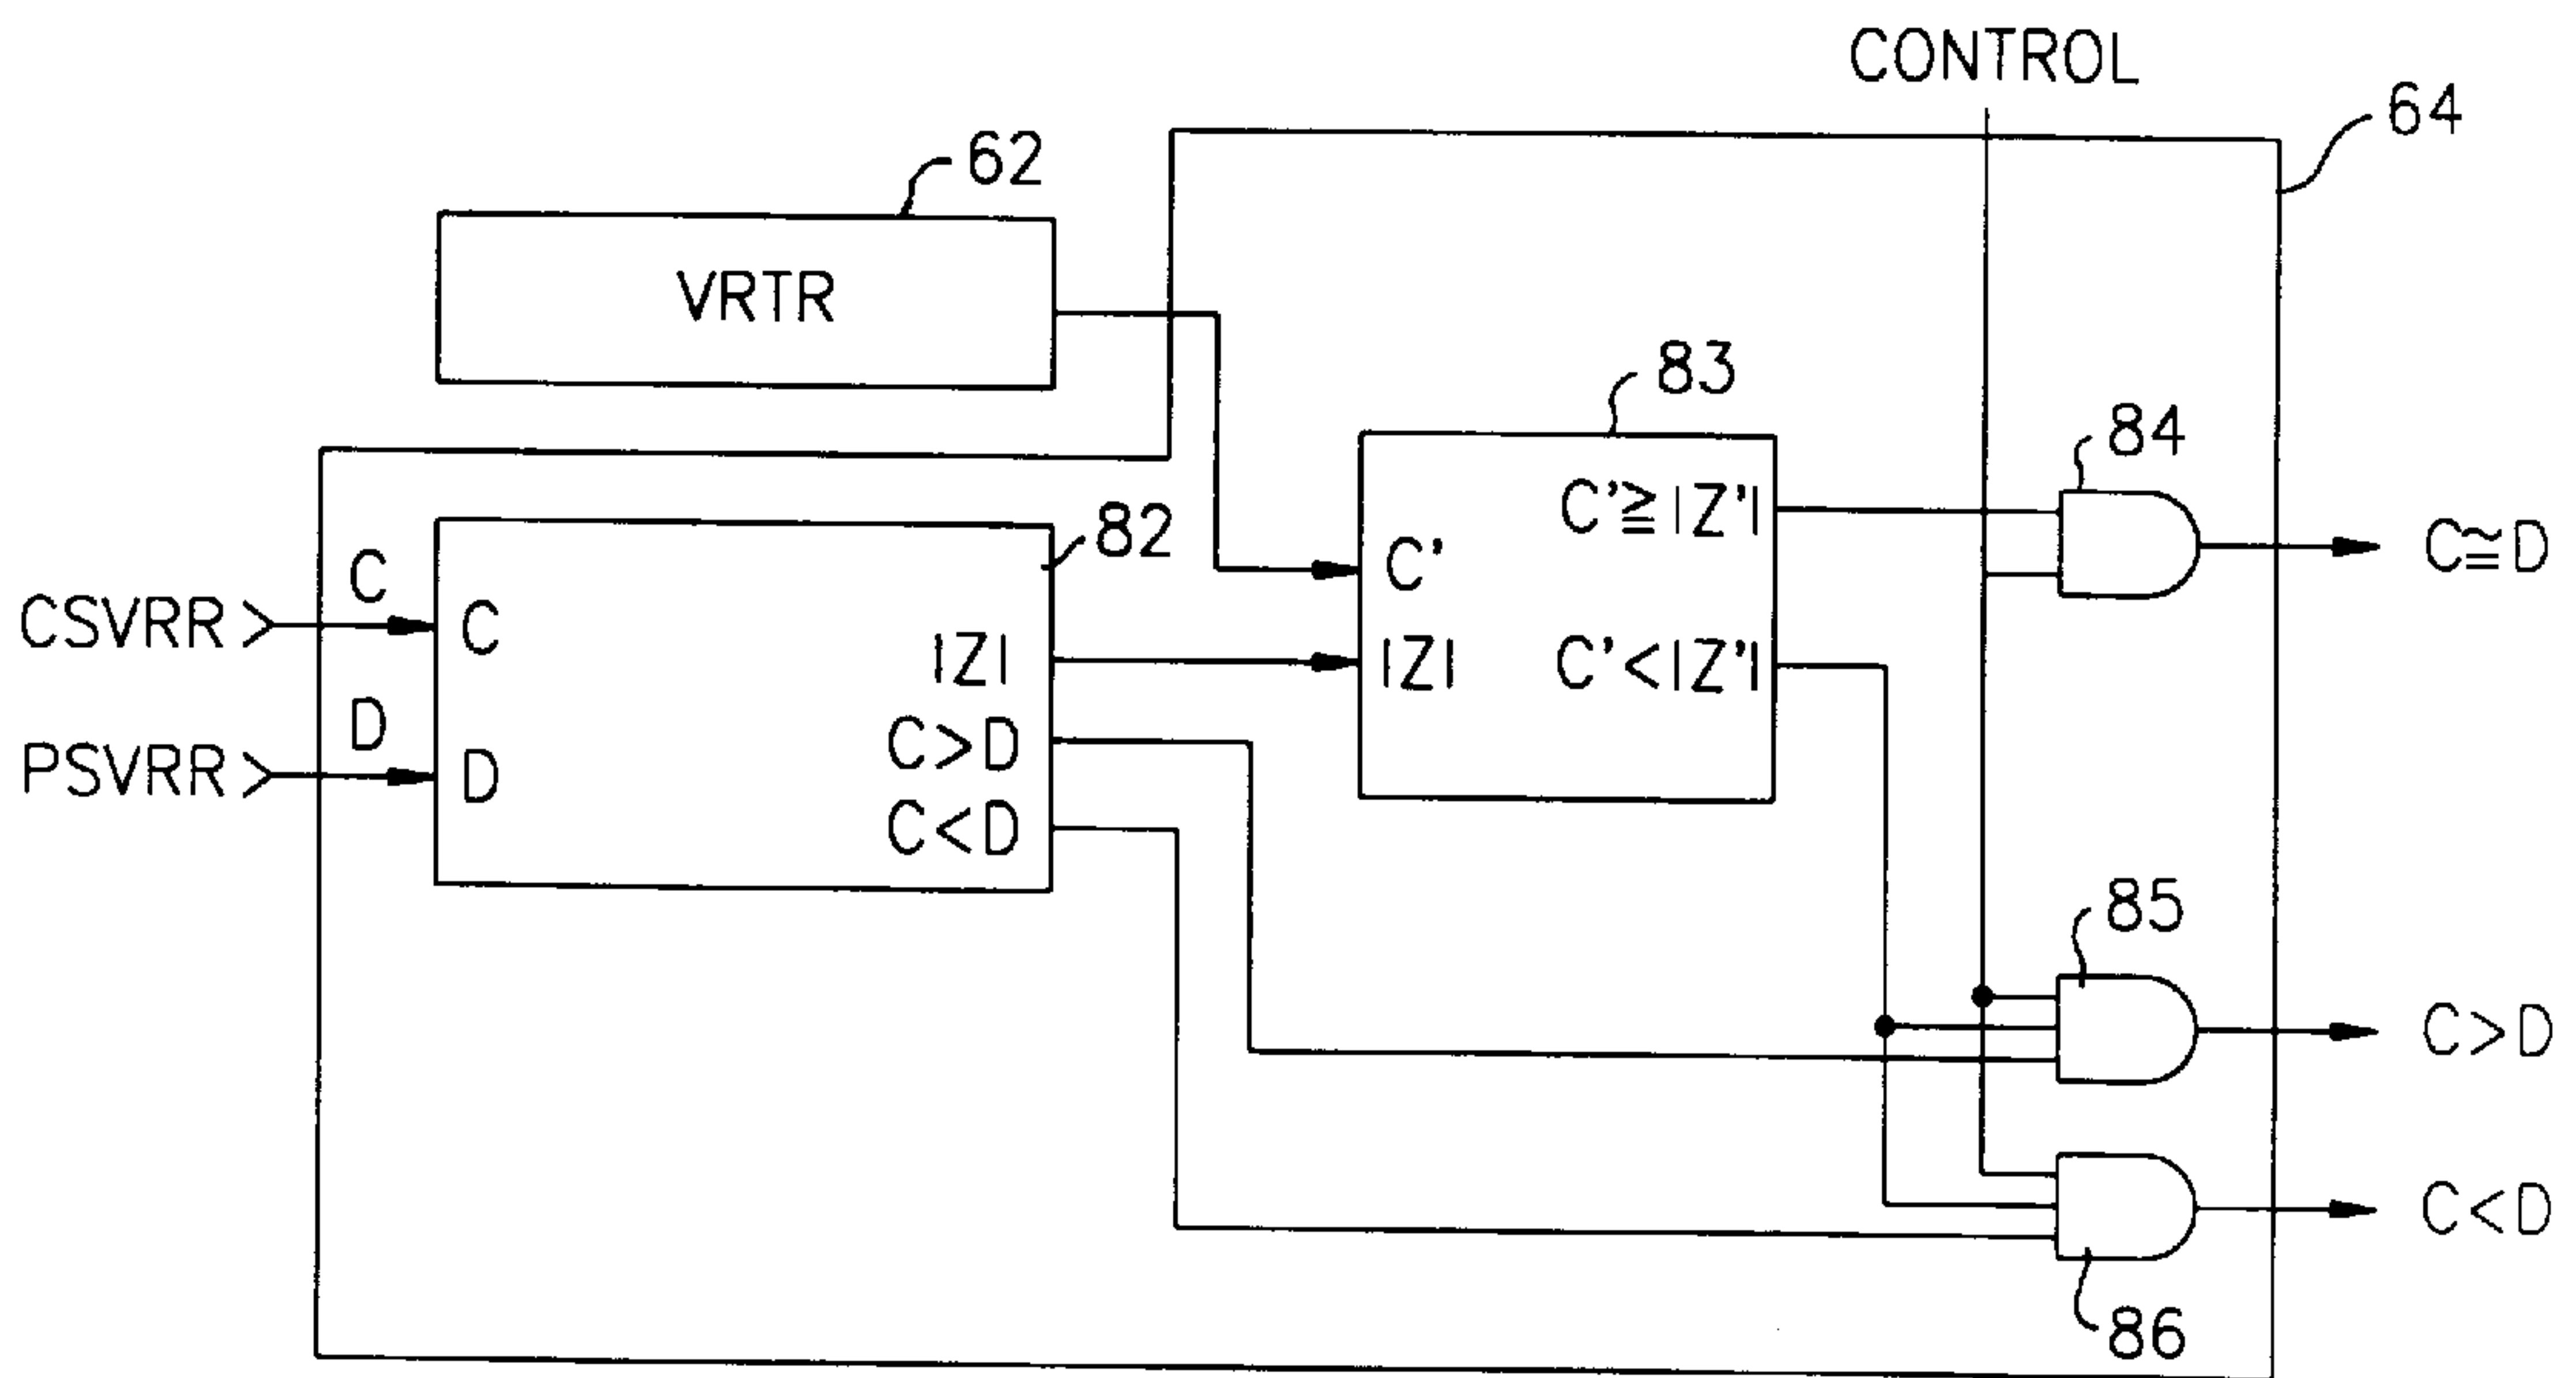 CONTROL
64
62
VRTR
83
84
C'≧|Z'|
C≅D
82
C
C'
CSVRR
C
|Z|
|Z|
C'<|Z'|
D
C>D
PSVRR
D
C<D
85
C>D
C<D
86